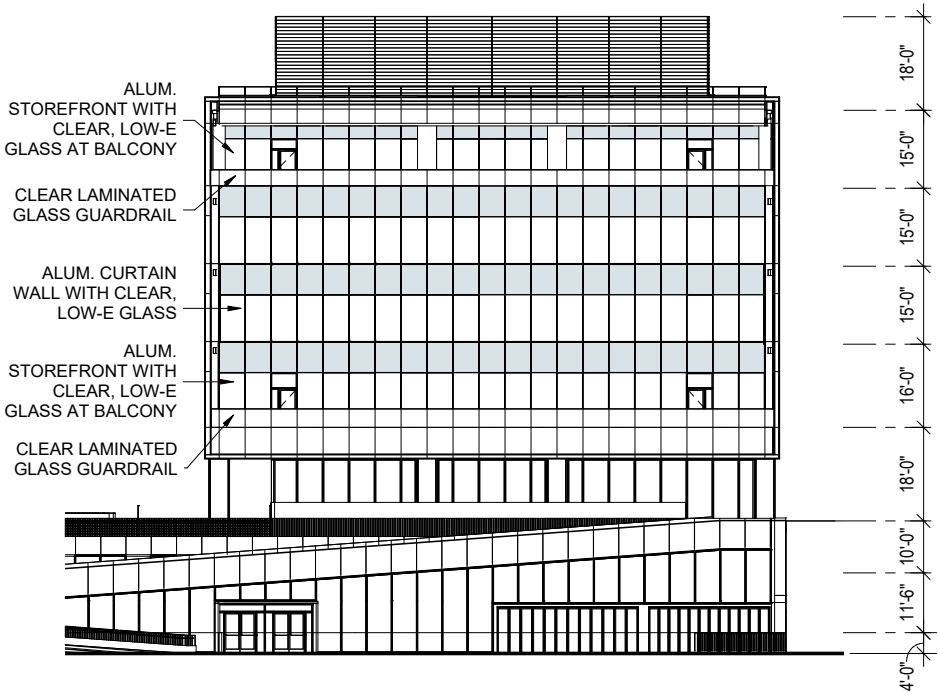 ALUM.
STOREFRONT WITH
CLEAR, LOW-E
GLASS AT BALCONY
CLEAR LAMINATED
GLASS GUARDRAIL
ALUM. CURTAIN
WALL WITH CLEAR,
LOW-E GLASS
ALUM.
STOREFRONT WITH
CLEAR, LOW-E
GLASS AT BALCONY
CLEAR LAMINATED
GLASS GUARDRAIL
18'-0"
15'-0"
15'-0"
15'-0"
16'-0"
18'-0"
10'-0"
11'-6"
4'-0"